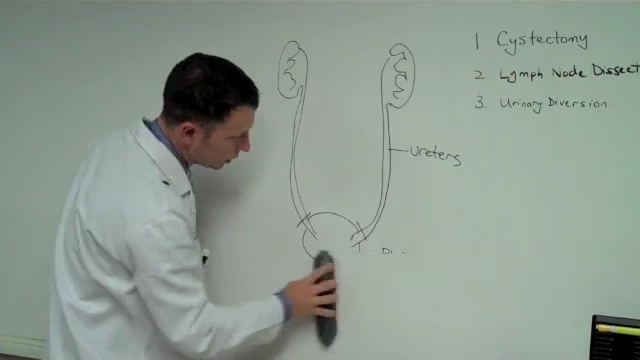 1 Cystectomy
2. Lymph Node Dissect
3. Urinary Diversion.
Ureters